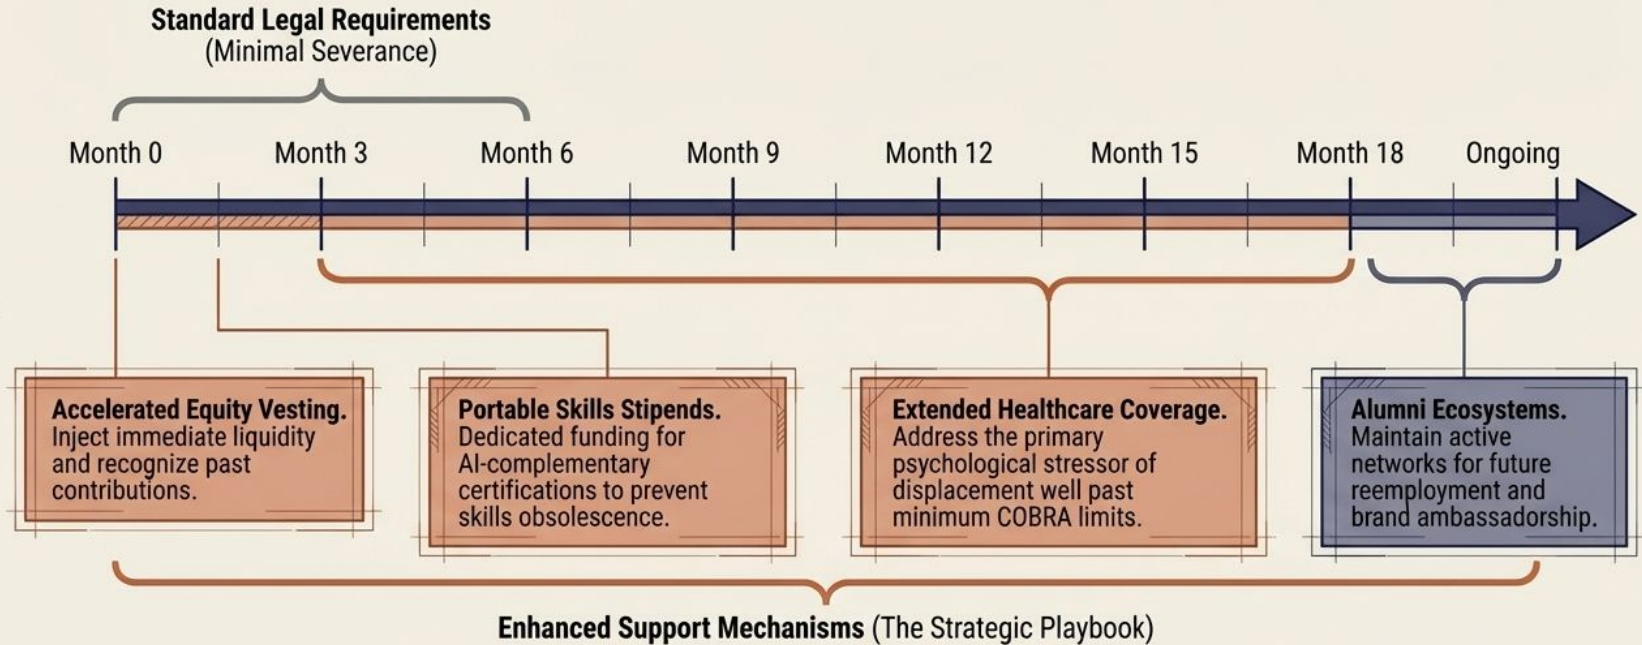 Standard Legal Requirements
(Minimal Severance)
Month 0
Month 3
Month 6
Month 9
Month 12
Month 15
Month 18
Ongoing
Accelerated Equity Vesting.
Inject immediate liquidity
and recognize past
contributions.
Portable Skills Stipends.
Dedicated funding for
AI-complementary
certifications to prevent
skills obsolescence.
Extended Healthcare Coverage.
Address the primary
psychological stressor of
displacement well past
minimum COBRA limits.
Alumni Ecosystems.
Maintain active
networks for future
reemployment and
brand ambassadorship.
Enhanced Support Mechanisms (The Strategic Playbook)